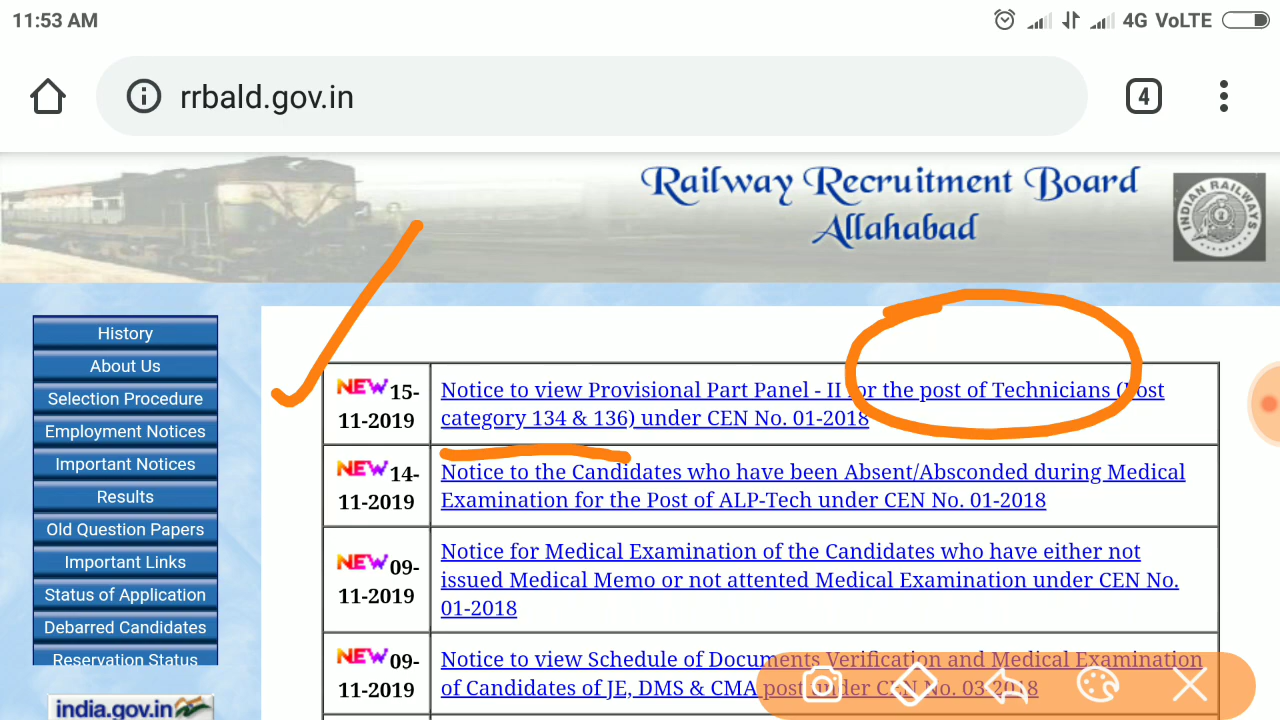 11:53 AM
4G VoLTE
rrbald.gov.in
4
Railway Recruitment Board
Allahabad
INDIAN RAILWAYS
History
About Us
Selection Procedure
Employment Notices
Important Notices
Results
Old Question Papers
Important Links
Status of Application
Debarred Candidates
Reservation Status
india.gov.in
NEW 15-
11-2019
Notice to view Provisional Part Panel - II for the post of Technicians (Post
category 134 & 136) under CEN No. 01-2018
NEW 14-
11-2019
Notice to the Candidates who have been Absent/Absconded during Medical
Examination for the Post of ALP-Tech under CEN No. 01-2018
NEW 09-
11-2019
Notice for Medical Examination of the Candidates who have either not
issued Medical Memo or not attented Medical Examination under CEN No.
01-2018
NEW 09-
11-2019
Notice to view Schedule of Documents Verification and Medical Examination
of Candidates of JE, DMS & CMA post under CEN No. 03-2018